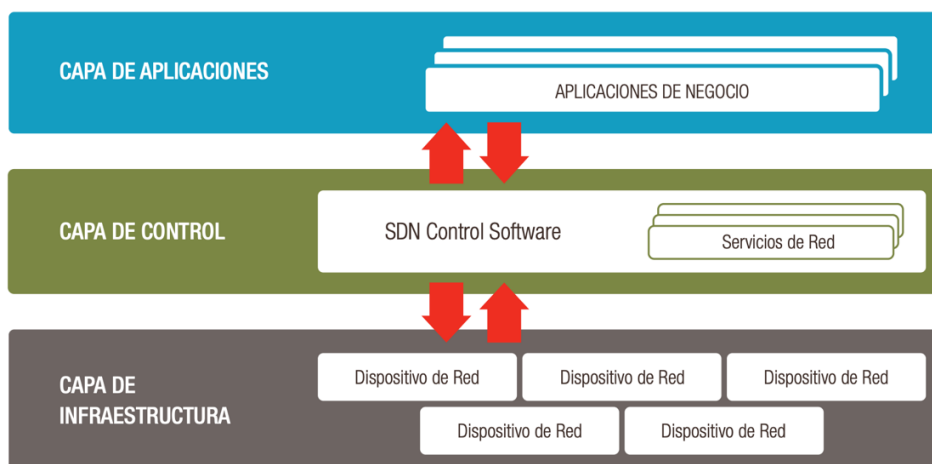 CAPA DE APLICACIONES
APLICACIONES DE NEGOCIO
CAPA DE CONTROL
SDN Control Software
Servicios de Red
CAPA DE
INFRAESTRUCTURA
Dispositivo de Red
Dispositivo de Red
Dispositivo de Red
Dispositivo de Red
Dispositivo de Red